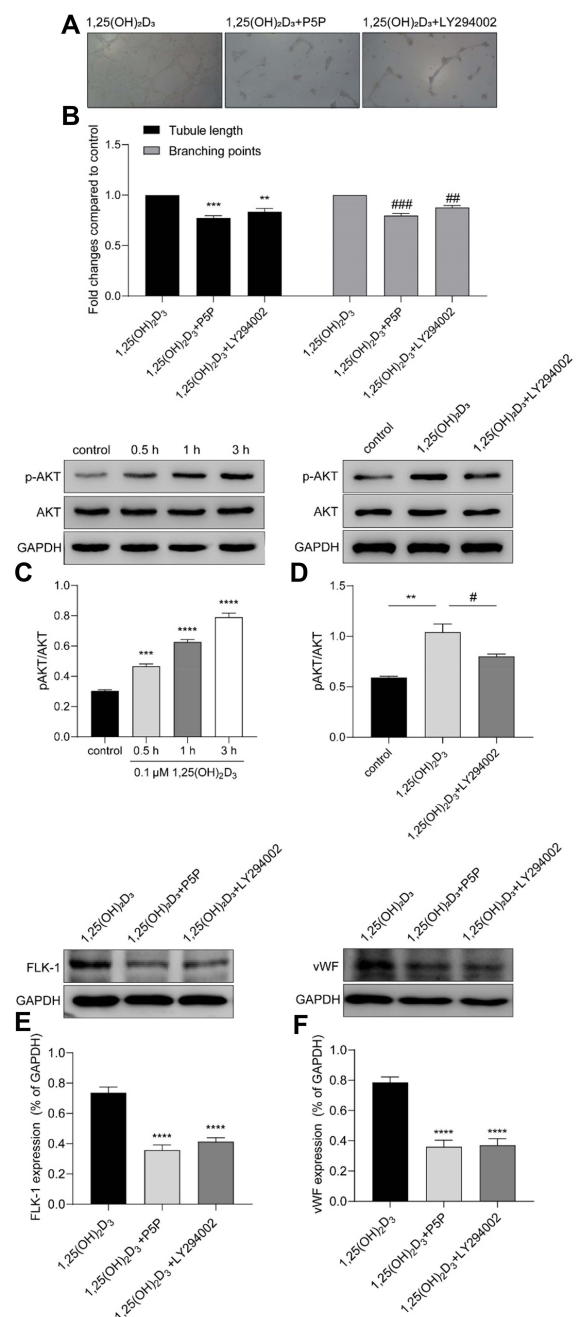 A
1,25(OH)₂D₃ 1,25(OH)₂D₃+P5P 1,25(OH)₂D₃+LY294002
B
Tubule length
Branching points
Fold changes compared to control
1.5
1.0
0.5
0.0
*** ** ### ##
1,25(OH)₂D₃
1,25(OH)₂D₃+P5P
1,25(OH)₂D₃+LY294002
1,25(OH)₂D₃
1,25(OH)₂D₃+P5P
1,25(OH)₂D₃+LY294002
control 0.5 h 1 h 3 h
p-AKT
AKT
GAPDH
C
pAKT/AKT
1.0
0.8
0.6
0.4
0.2
0.0
*** **** ****
control 0.5 h 1 h 3 h
0.1 μM 1,25(OH)₂D₃
control
1,25(OH)₂D₃
1,25(OH)₂D₃+LY294002
p-AKT
AKT
GAPDH
D
pAKT/AKT
1.5
1.0
0.5
0.0
** #
control
1,25(OH)₂D₃
1,25(OH)₂D₃+LY294002
1,25(OH)₂D₃
1,25(OH)₂D₃+P5P
1,25(OH)₂D₃+LY294002
FLK-1
GAPDH
E
FLK-1 expression (% of GAPDH)
1.0
0.8
0.6
0.4
0.2
0.0
**** ****
1,25(OH)₂D₃
1,25(OH)₂D₃ +P5P
1,25(OH)₂D₃ +LY294002
1,25(OH)₂D₃
1,25(OH)₂D₃+P5P
1,25(OH)₂D₃+LY294002
vWF
GAPDH
F
vWF expression (% of GAPDH)
1.0
0.8
0.6
0.4
0.2
0.0
**** ****
1,25(OH)₂D₃
1,25(OH)₂D₃+P5P
1,25(OH)₂D₃+LY294002